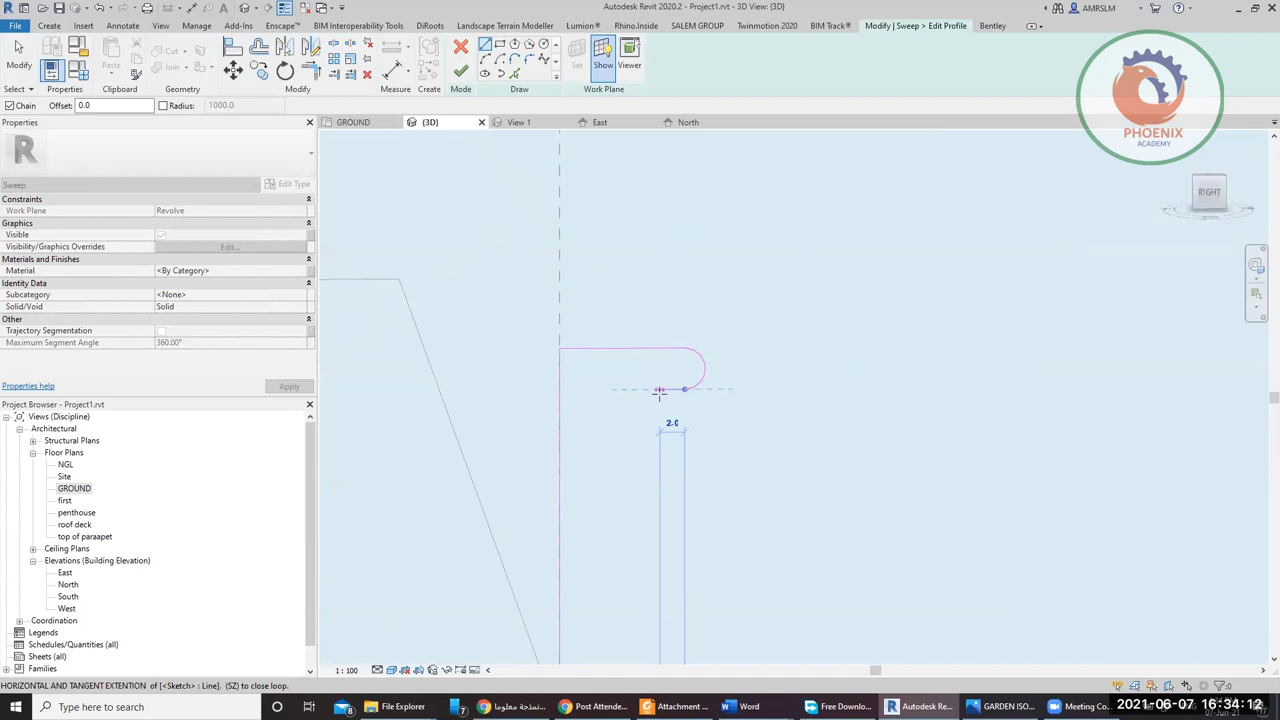 Autodesk Revit 2020.2 - Project1.rvt - 3D View: {3D}
AMRSLM
File Create Insert Annotate View Manage Add-Ins Enscape™ BIM Interoperability Tools DiRoots Landscape Terrain Modeller Lumion® Rhino.Inside SALEM GROUP Twinmotion 2020 BIM Track® Modify | Sweep > Edit Profile Bentley
Modify Paste Cut Join Set Show Viewer
Select Properties Clipboard Geometry Modify Measure Create Mode Draw Work Plane
Chain Offset: 0.0 Radius: 1000.0
PHOENIX
ACADEMY
Properties GROUND {3D} View 1 East North
Sweep Edit Type
Constraints
Work Plane Revolve
Graphics
Visible
Visibility/Graphics Overrides Edit...
Materials and Finishes
Material <By Category>
Identity Data
Subcategory <None>
Solid/Void Solid
Other
Trajectory Segmentation
Maximum Segment Angle 360.00°
Properties help Apply
RIGHT
2.0
Project Browser - Project1.rvt
Views (Discipline)
Architectural
Structural Plans
Floor Plans
NGL
Site
GROUND
first
penthouse
roof deck
top of paraapet
Ceiling Plans
Elevations (Building Elevation)
East
North
South
West
Coordination
Legends
Schedules/Quantities (all)
Sheets (all)
Families
1 : 100
HORIZONTAL AND TANGENT EXTENTION of [<Sketch> : Line]. (SZ) to close loop.
:0
Type here to search
8 File Explorer 7 نمذجة معلوما Post Attende... Attachment ... Word Free Downl... Autodesk Re... GARDEN ISO... Meeting Co...
2021-06-07 16:34:12